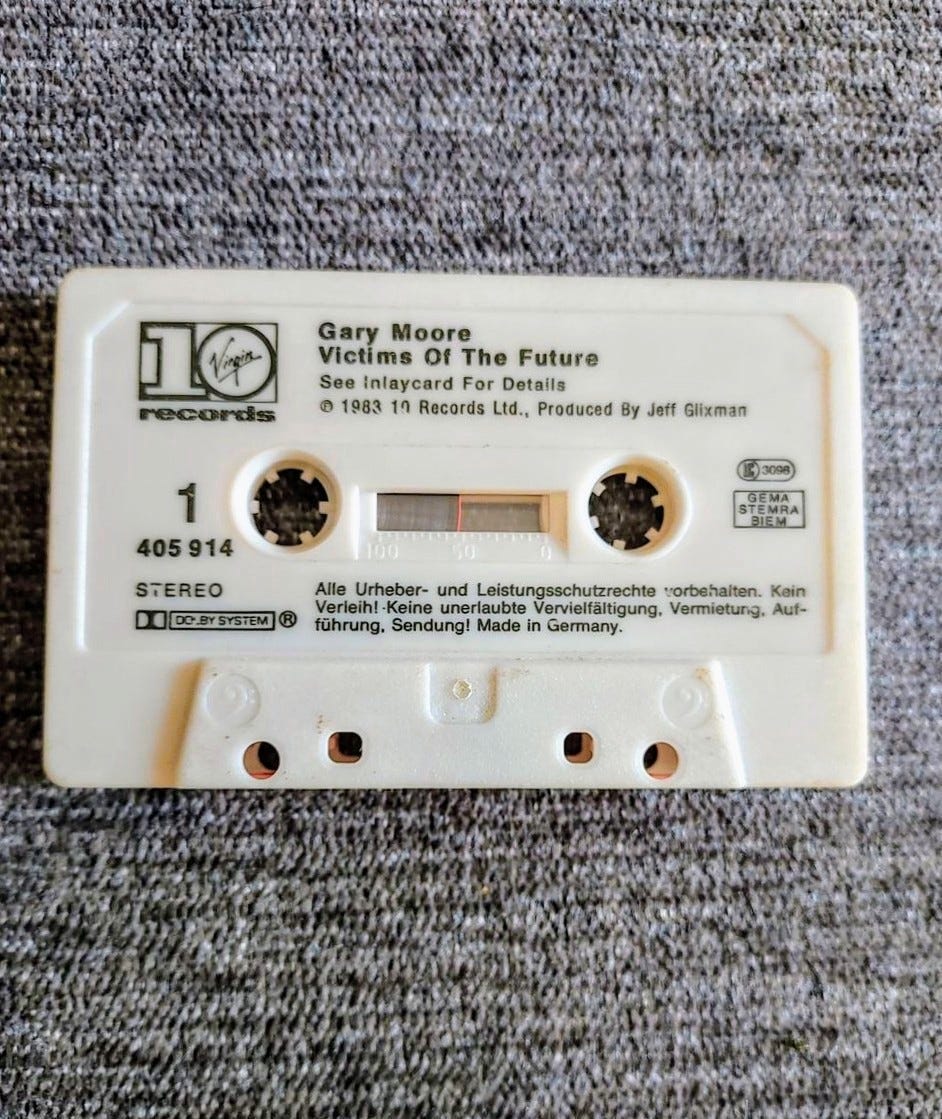 10
Virgin
records
Gary Moore
Victims Of The Future
See Inlaycard For Details
℗ 1983 10 Records Ltd., Produced By Jeff Glixman
1
405 914
E 3098
GEMA
STEMRA
BIEM
100 50 0
STEREO
DOLBY SYSTEM ®
Alle Urheber- und Leistungsschutzrechte vorbehalten. Kein
Verleih! Keine unerlaubte Vervielfältigung, Vermietung, Auf-
führung, Sendung! Made in Germany.